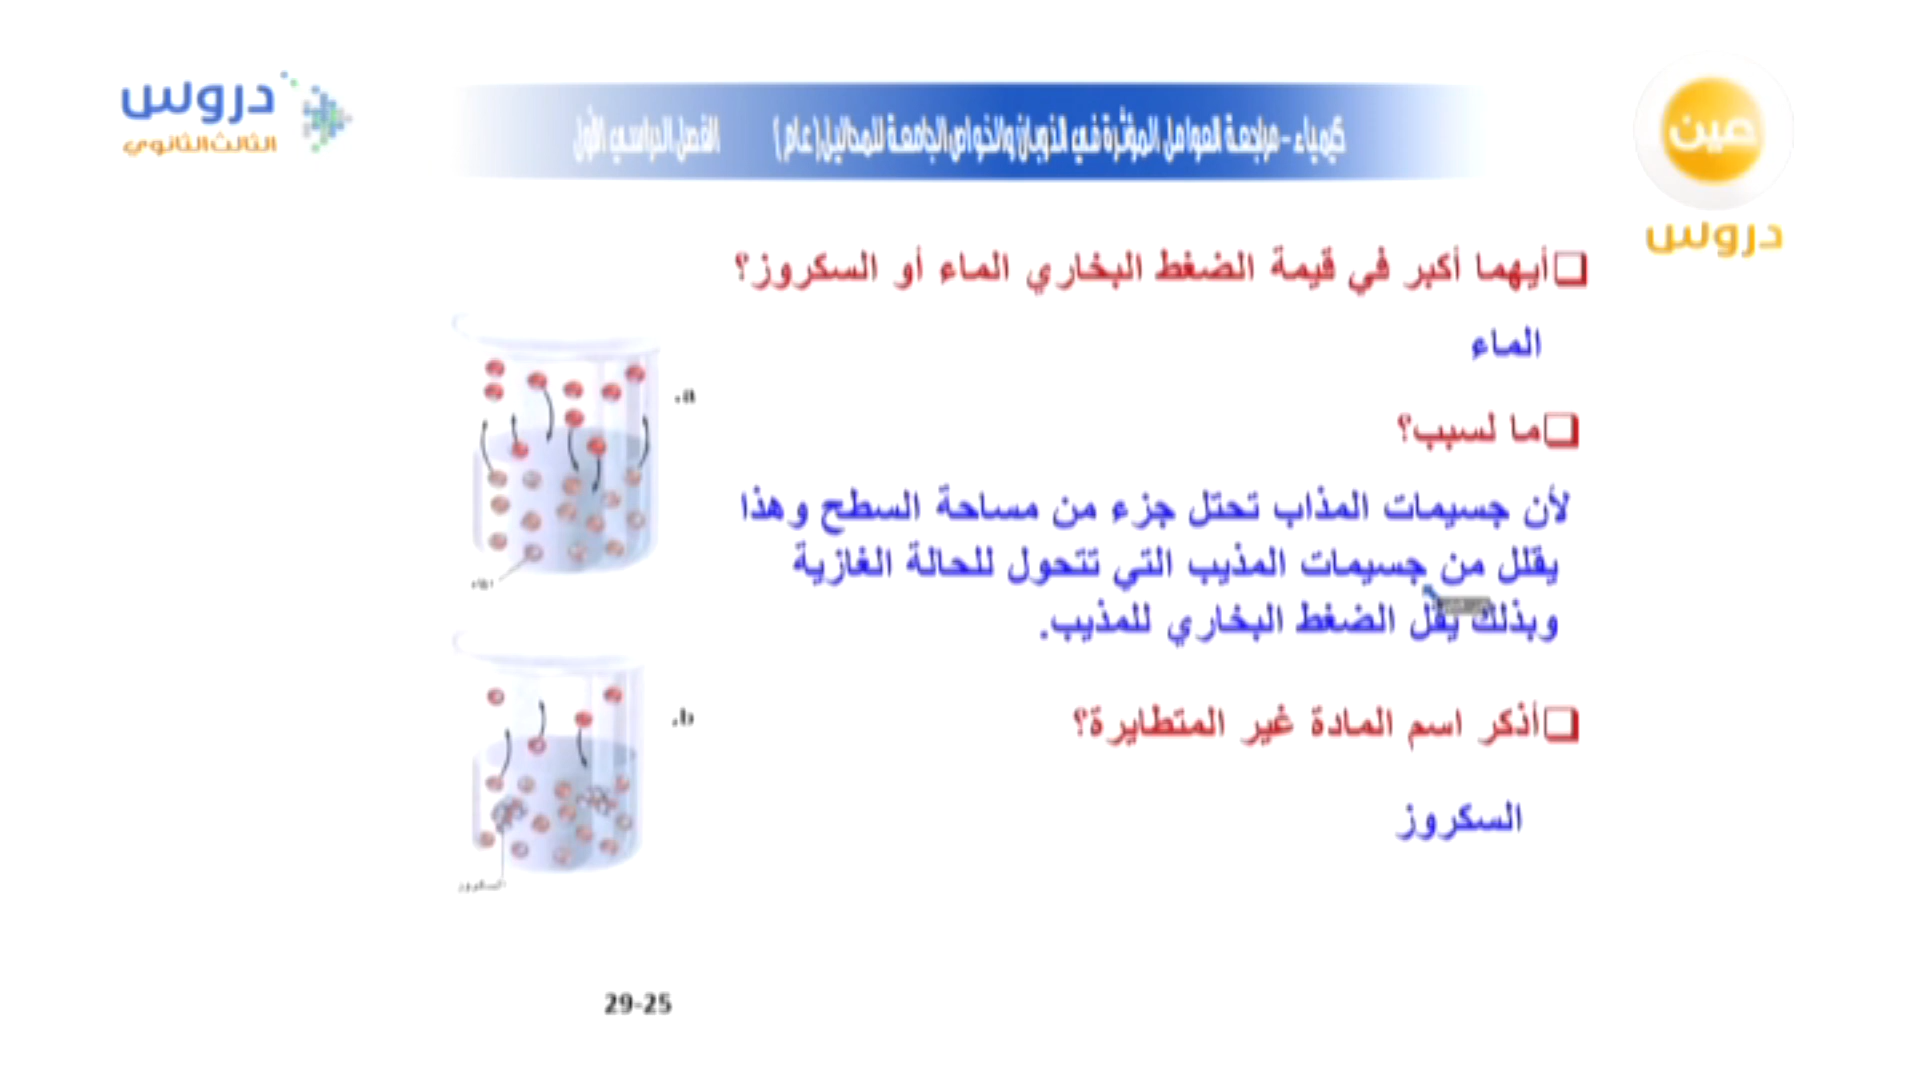 دروس
الثالث الثانوي
كيمياء - مراجعة العوامل المؤثرة في الذوبان والخواص الجامعة للمحاليل (عام) الفصل الدراسي الأول
عين
دروس
أيهما أكبر في قيمة الضغط البخاري الماء أو السكروز؟
الماء
a.
ما لسبب؟
لأن جسيمات المذاب تحتل جزء من مساحة السطح وهذا
يقلل من جسيمات المذيب التي تتحول للحالة الغازية
وبذلك يقل الضغط البخاري للمذيب.
b.
أذكر اسم المادة غير المتطايرة؟
السكروز
السكروز
29-25